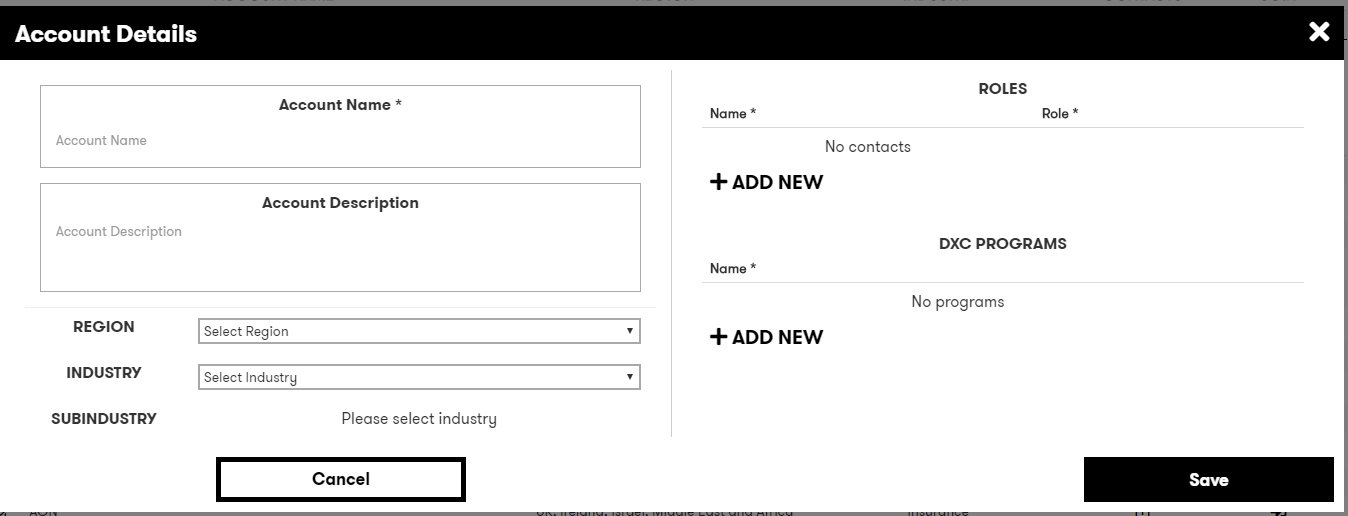 Account Details
Account Name *
Account Name
Account Description
Account Description
REGION
Select Region
INDUSTRY
Select Industry
SUBINDUSTRY
Please select industry
ROLES
Name * Role *
No contacts
ADD NEW
DXC PROGRAMS
Name *
No programs
ADD NEW
Cancel
Save
AON UK, Ireland, Israel, Middle East and Africa Insurance